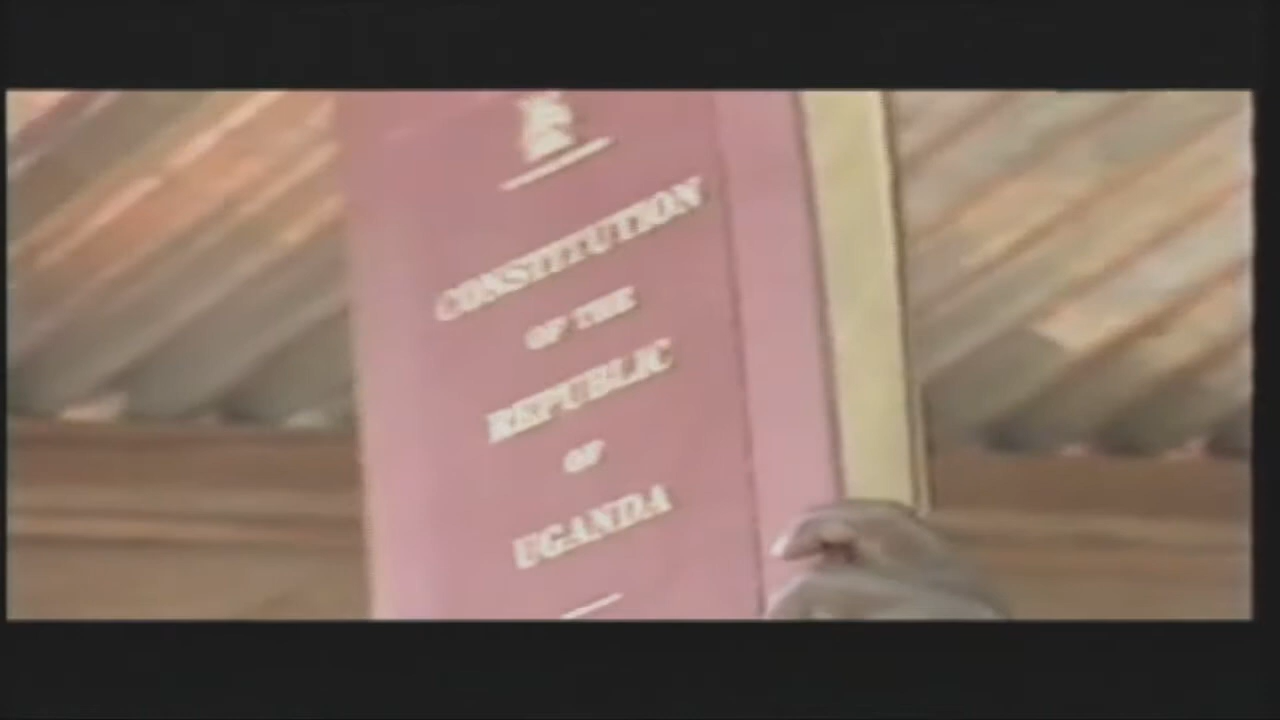 CONSTITUTION
OF THE
REPUBLIC
OF
UGANDA